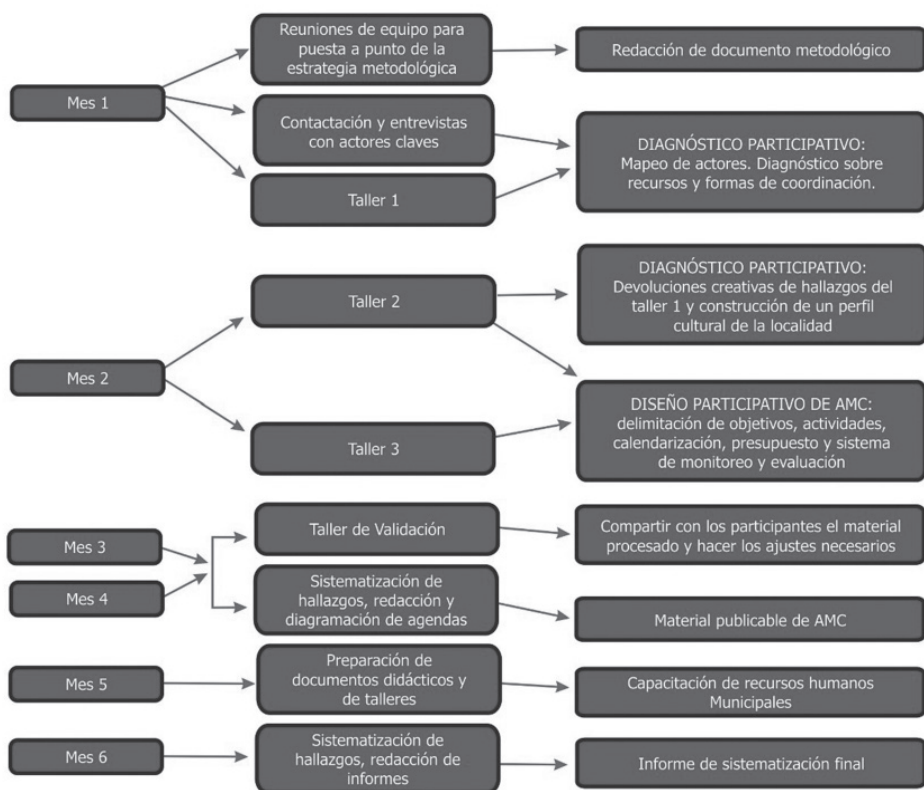 Mes 1
Reuniones de equipo para
puesta a punto de la
estrategia metodológica
Redacción de documento metodológico
Contactación y entrevistas
con actores claves
Taller 1
DIAGNÓSTICO PARTICIPATIVO:
Mapeo de actores. Diagnóstico sobre
recursos y formas de coordinación.
Mes 2
Taller 2
DIAGNÓSTICO PARTICIPATIVO:
Devoluciones creativas de hallazgos del
taller 1 y construcción de un perfil
cultural de la localidad
Taller 3
DISEÑO PARTICIPATIVO DE AMC:
delimitación de objetivos, actividades,
calendarización, presupuesto y sistema
de monitoreo y evaluación
Mes 3
Mes 4
Taller de Validación
Compartir con los participantes el material
procesado y hacer los ajustes necesarios
Sistematización de
hallazgos, redacción y
diagramación de agendas
Material publicable de AMC
Mes 5
Preparación de
documentos didácticos y
de talleres
Capacitación de recursos humanos
Municipales
Mes 6
Sistematización de
hallazgos, redacción de
informes
Informe de sistematización final